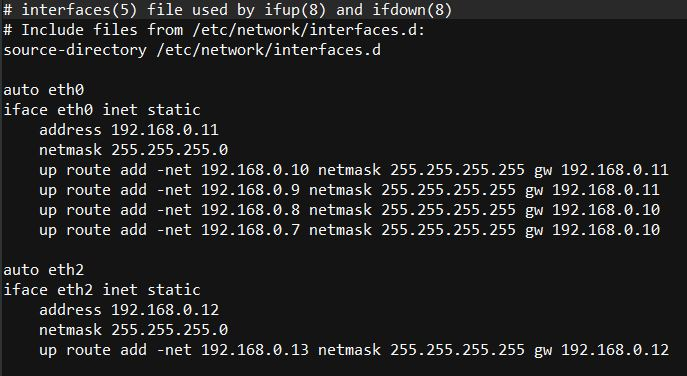 # interfaces(5) file used by ifup(8) and ifdown(8)
# Include files from /etc/network/interfaces.d:
source-directory /etc/network/interfaces.d

auto eth0
iface eth0 inet static
    address 192.168.0.11
    netmask 255.255.255.0
    up route add -net 192.168.0.10 netmask 255.255.255.255 gw 192.168.0.11
    up route add -net 192.168.0.9 netmask 255.255.255.255 gw 192.168.0.11
    up route add -net 192.168.0.8 netmask 255.255.255.255 gw 192.168.0.10
    up route add -net 192.168.0.7 netmask 255.255.255.255 gw 192.168.0.10

auto eth2
iface eth2 inet static
    address 192.168.0.12
    netmask 255.255.255.0
    up route add -net 192.168.0.13 netmask 255.255.255.255 gw 192.168.0.12